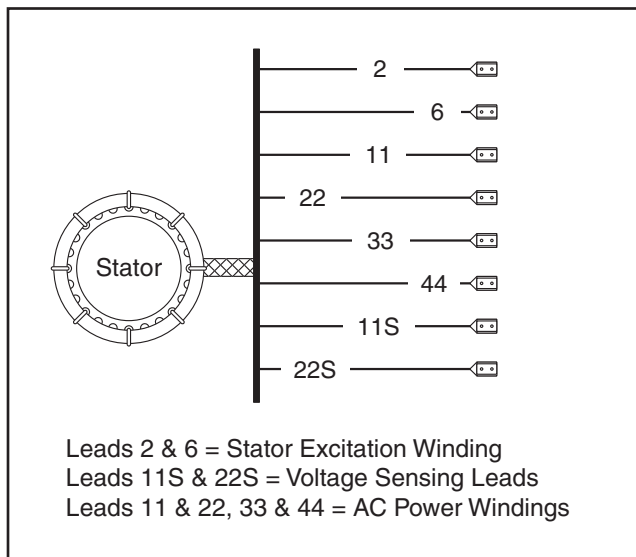 2
6
11
22
Stator
33
44
11S
22S
Leads 2 & 6 = Stator Excitation Winding
Leads 11S & 22S = Voltage Sensing Leads
Leads 11 & 22, 33 & 44 = AC Power Windings